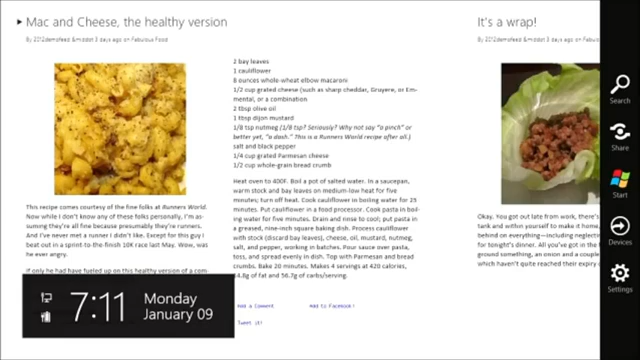 Mac and Cheese, the healthy version
By 2212demofeed &middot 3 days ago on Fabulous Food
This recipe comes courtesy of the fine folks at Runners World.
Now while I don't know any of these folks personally, I'm as-
suming they're all fine because presumably they're runners.
And I've never met a runner I didn't like. Except for this guy I
beat out in a sprint-to-the-finish 10K race last May. Wow, was
he ever angry.
If only he had have fueled up on this healthy version of a com-
2 bay leaves
1 cauliflower
8 ounces whole-wheat elbow macaroni
1/2 cup grated cheese (such as sharp cheddar, Gruyere, or Em-
mental, or a combination
2 tbsp olive oil
1 tbsp dijon mustard
1/8 tsp nutmeg (1/8 tsp? Seriously? Why not say "a pinch" or
better yet, "a dash." This is a Runners World recipe after all.)
salt and black pepper
1/4 cup grated Parmesan cheese
1/2 cup whole-grain bread crumb
Heat oven to 400F. Boil a pot of salted water. In a saucepan,
warm stock and bay leaves on medium-low heat for five
minutes; turn off heat. Cook cauliflower in boiling water for 25
minutes. Put cauliflower in a food processor. Cook pasta in boil-
ing water for five minutes. Drain and rinse to cool; put pasta in
a greased, nine-inch square baking dish. Process cauliflower
with stock (discard bay leaves), cheese, oil, mustard, nutmeg,
salt, and pepper, working in batches. Pour sauce over pasta,
toss, and spread evenly in dish. Top with Parmesan and bread
crumbs. Bake 20 minutes. Makes 4 servings at 420 calories,
4.8g of fat and 56.7g of carbs/serving.
Add a Comment Add to Facebook!
Tweet it!
It's a wrap!
By 2212demofeed &middot 3 days ago on Fabulous
Okay. You got out late from work, there's
tank and within yourself to make it home.
behind on everything—including negotia
for tonight's dinner. All you've got in the
ground something, an onion and a couple
which haven't quite reached their expiry
Search
Share
Start
Devices
Settings
7:11 Monday
January 09